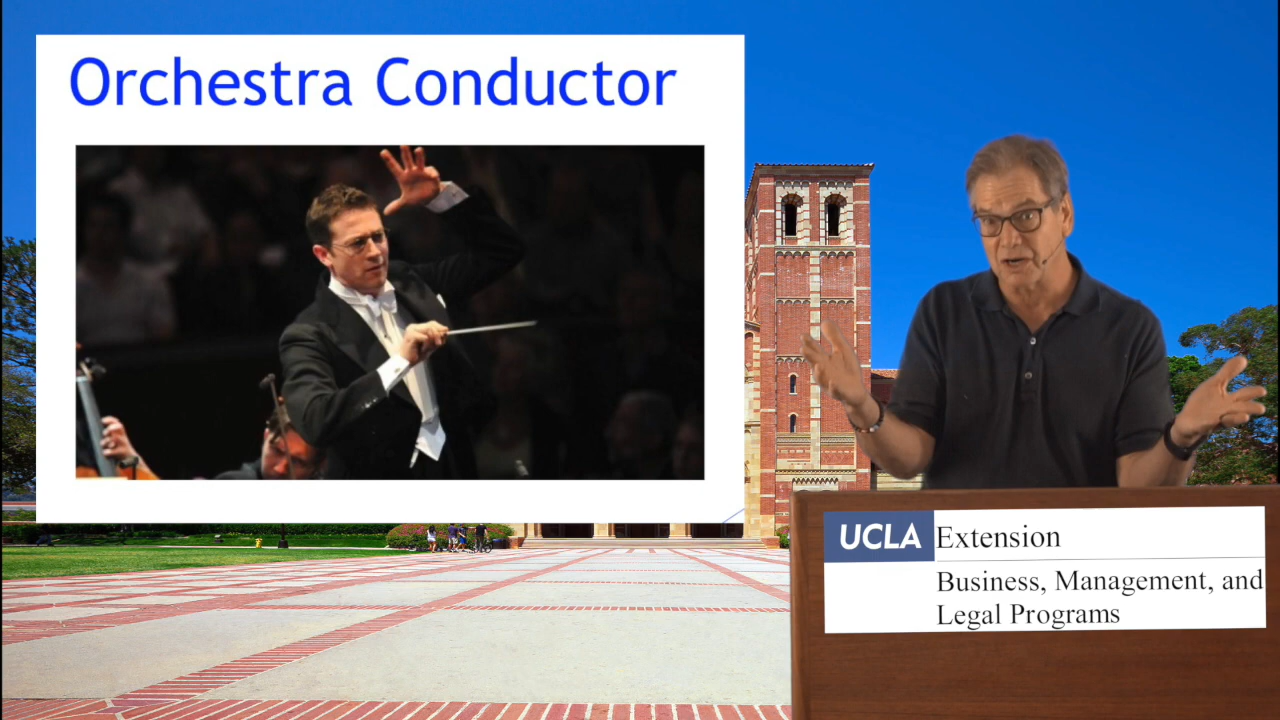 Orchestra Conductor
UCLA Extension
Business, Management, and
Legal Programs